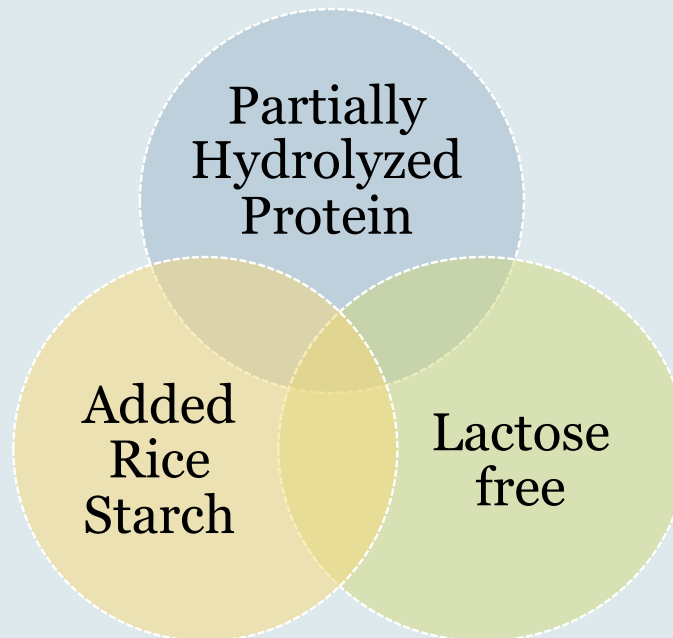 Partially
Hydrolyzed
Protein
Added
Rice
Starch
Lactose
free